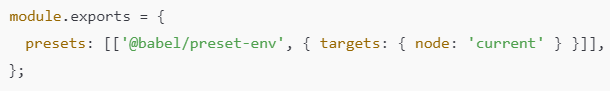 module.exports = {
  presets: [['@babel/preset-env', { targets: { node: 'current' } }]],
};